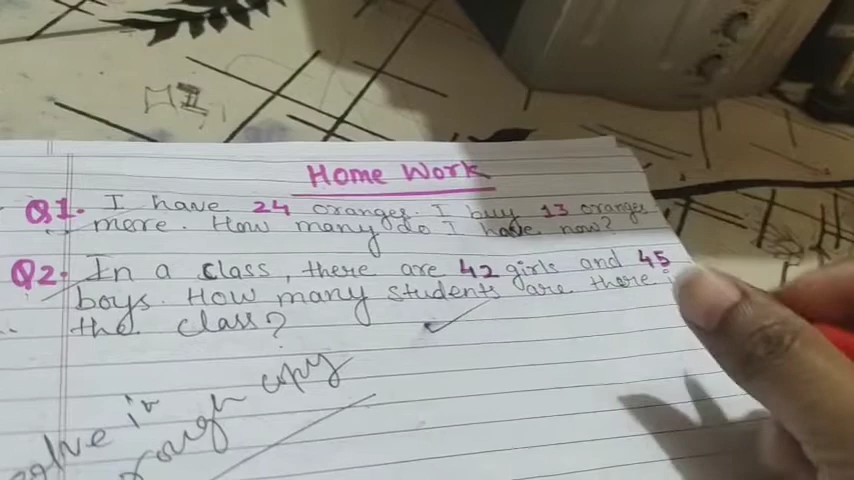 Home Work
Q1. I have 24 oranges. I buy 13 oranges
more. How many do I have now?
Q2. In a class, there are 42 girls and 45
boys. How many students are there
the class?
solve in
rough copy